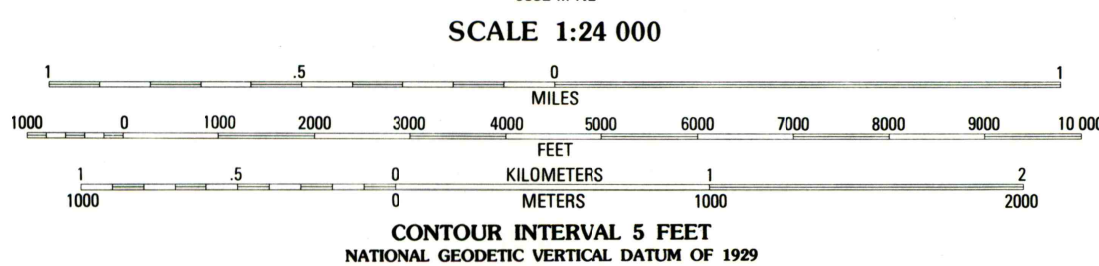 SCALE 1:24 000
1 .5 0 1
MILES
1000 0 1000 2000 3000 4000 5000 6000 7000 8000 9000 10 000
FEET
1 .5 0 KILOMETERS 1 2
1000 0 METERS 1000 2000
CONTOUR INTERVAL 5 FEET
NATIONAL GEODETIC VERTICAL DATUM OF 1929